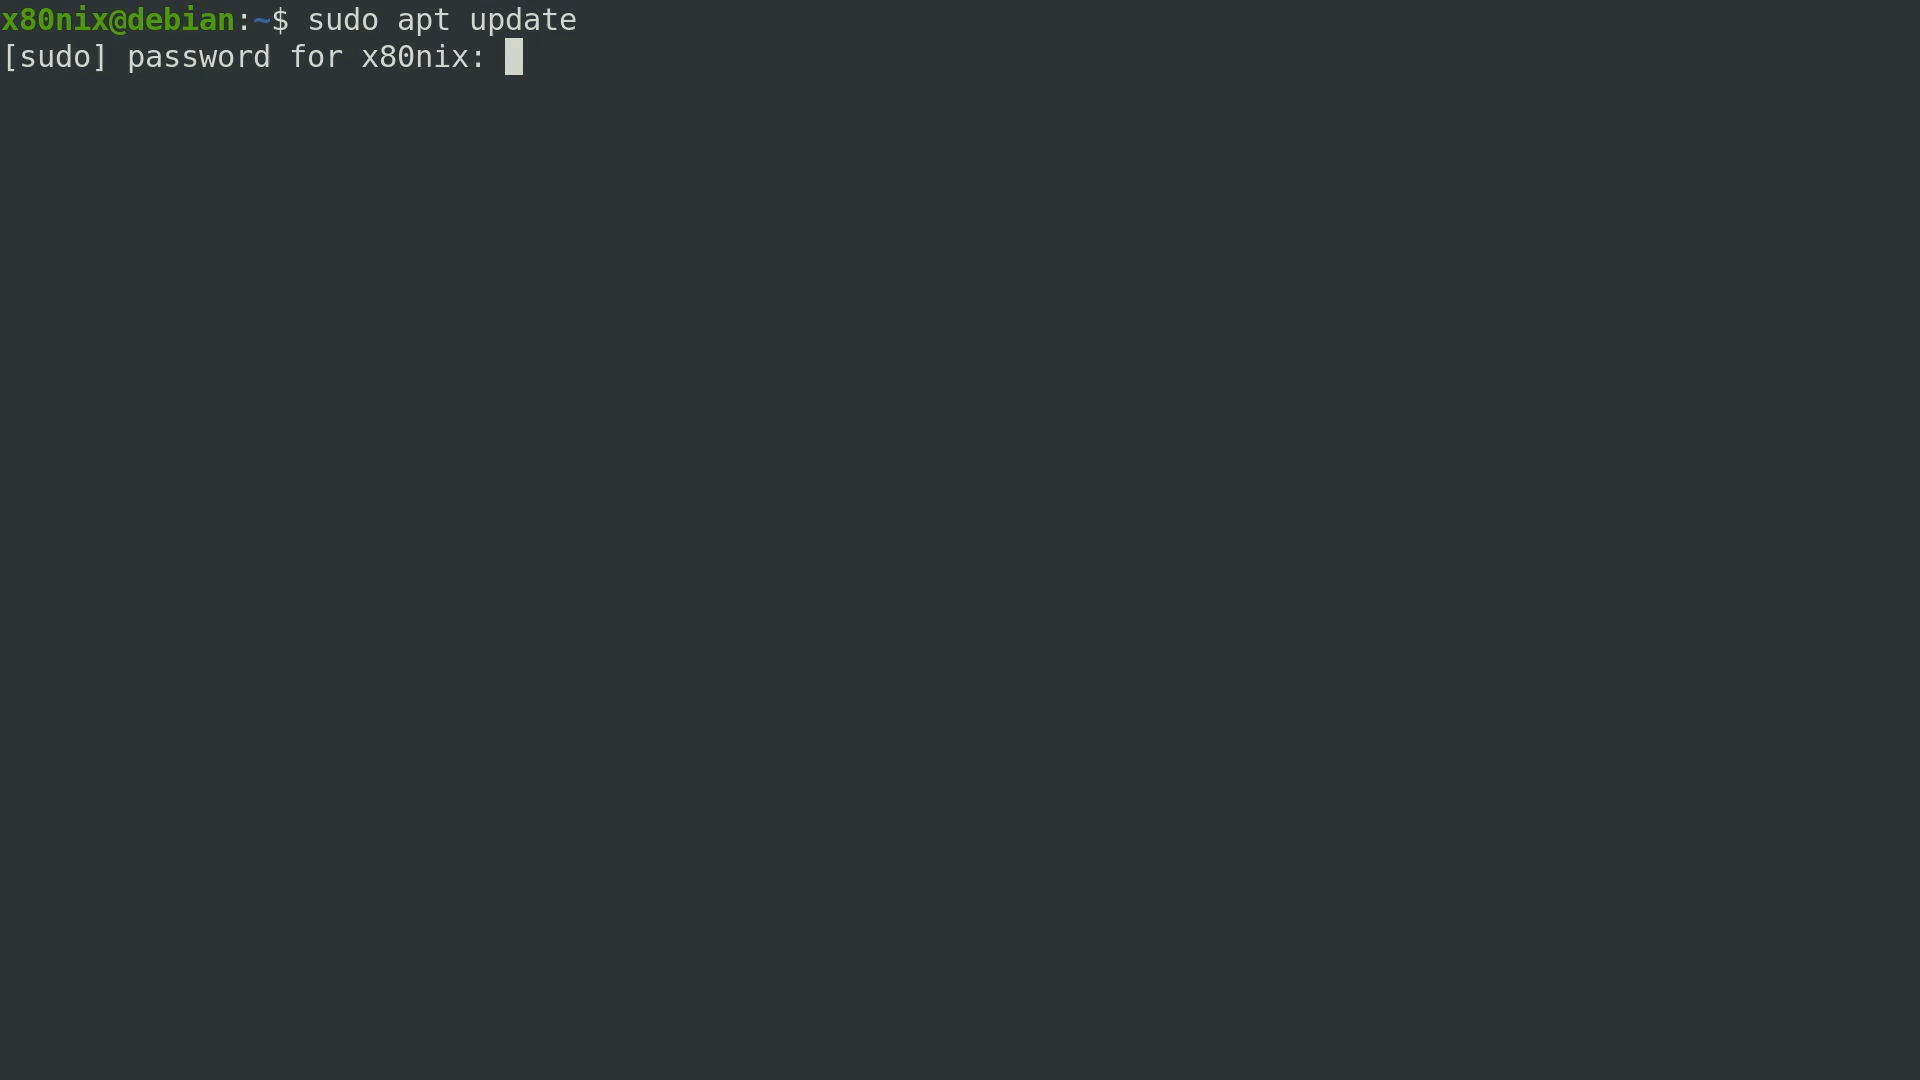 x80nix@debian:~$ sudo apt update
[sudo] password for x80nix: